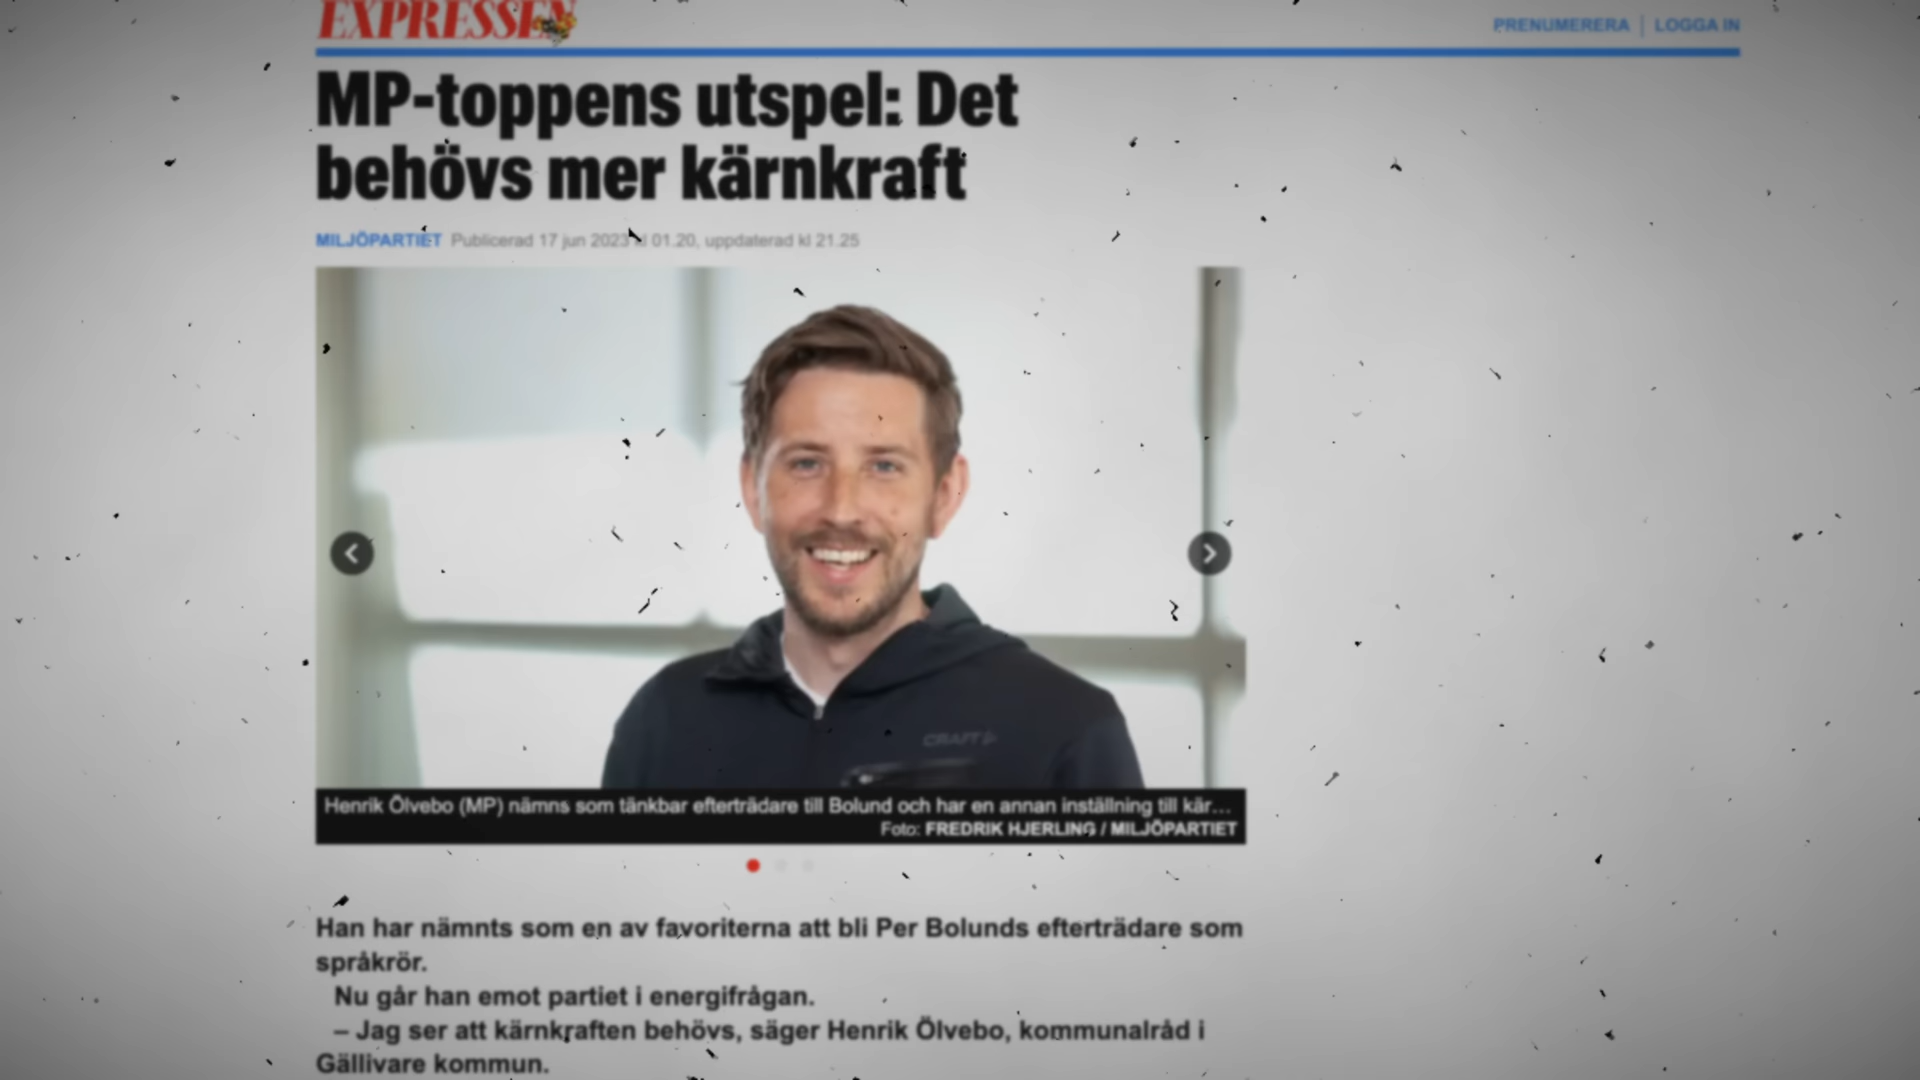 EXPRESSEN
PRENUMERERA | LOGGA IN
MP-toppens utspel: Det
behövs mer kärnkraft
MILJÖPARTIET Publicerad 17 jun 2023 kl 01.20, uppdaterad kl 21.25
CRAFT
Henrik Ölvebo (MP) nämns som tänkbar efterträdare till Bolund och har en annan inställning till kär...
Foto: FREDRIK HJERLING / MILJÖPARTIET
Han har nämnts som en av favoriterna att bli Per Bolunds efterträdare som
språkrör.
Nu går han emot partiet i energifrågan.
– Jag ser att kärnkraften behövs, säger Henrik Ölvebo, kommunalråd i
Gällivare kommun.